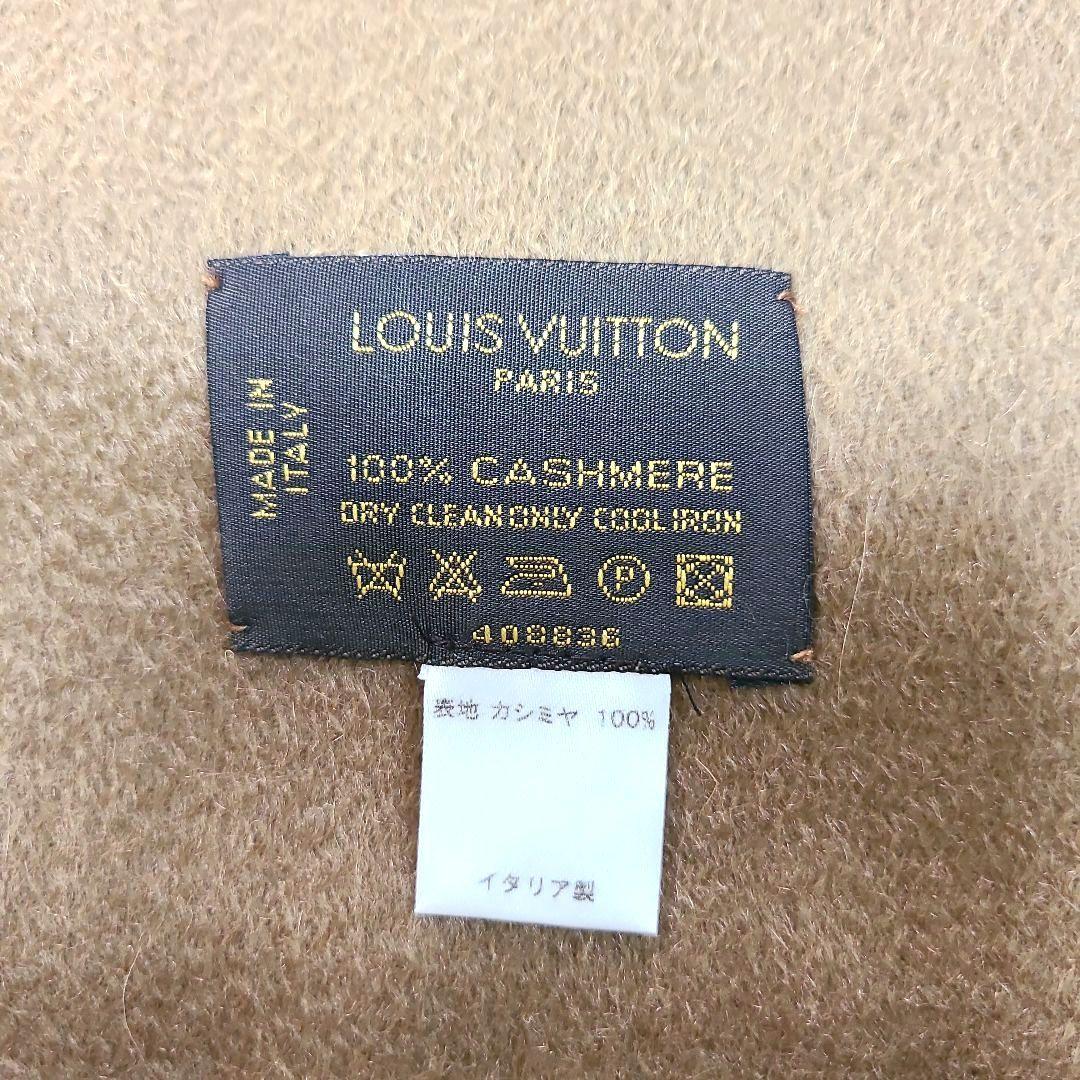 LOUIS VUITTON
PARIS
MADE IN
ITALY
100% CASHMERE
DRY CLEAN ONLY COOL IRON
P
408836
表地 カシミヤ 100%
イタリア製